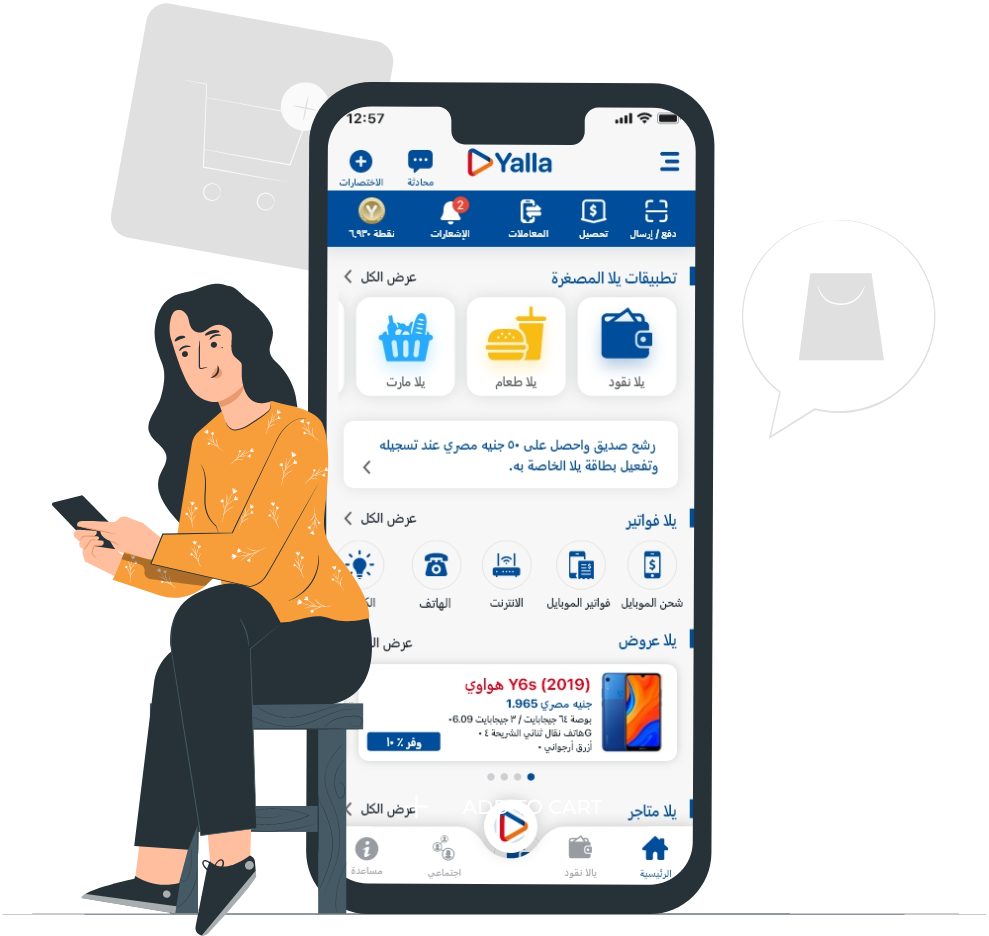 12:57
Yalla
محادثة
الاختصارات
دفع / إرسال
تحصيل
المعاملات
2
الإشعارات
نقطة ٦,٩٣٠
تطبيقات يلا المصغرة
عرض الكل
يلا نقود
يلا طعام
يلا مارت
رشح صديق واحصل على ٥٠ جنيه مصري عند تسجيله
وتفعيل بطاقة يلا الخاصة به.
يلا فواتير
عرض الكل
شحن الموبايل
فواتير الموبايل
الانترنت
الهاتف
يلا عروض
عرض ال
هواوي Y6s (2019)
جنيه مصري 1.965
بوصة ٦٤ جيجابايت / ٣ جيجابايت 6.09•
Gهاتف نقال ثنائي الشريحة ٤ •
أزرق أرجواني •
وفر ٪ ١٠
يلا متاجر
عرض الكل
ADD TO CART
الرئيسية
يالا نقود
اجتماعي
مساعدة